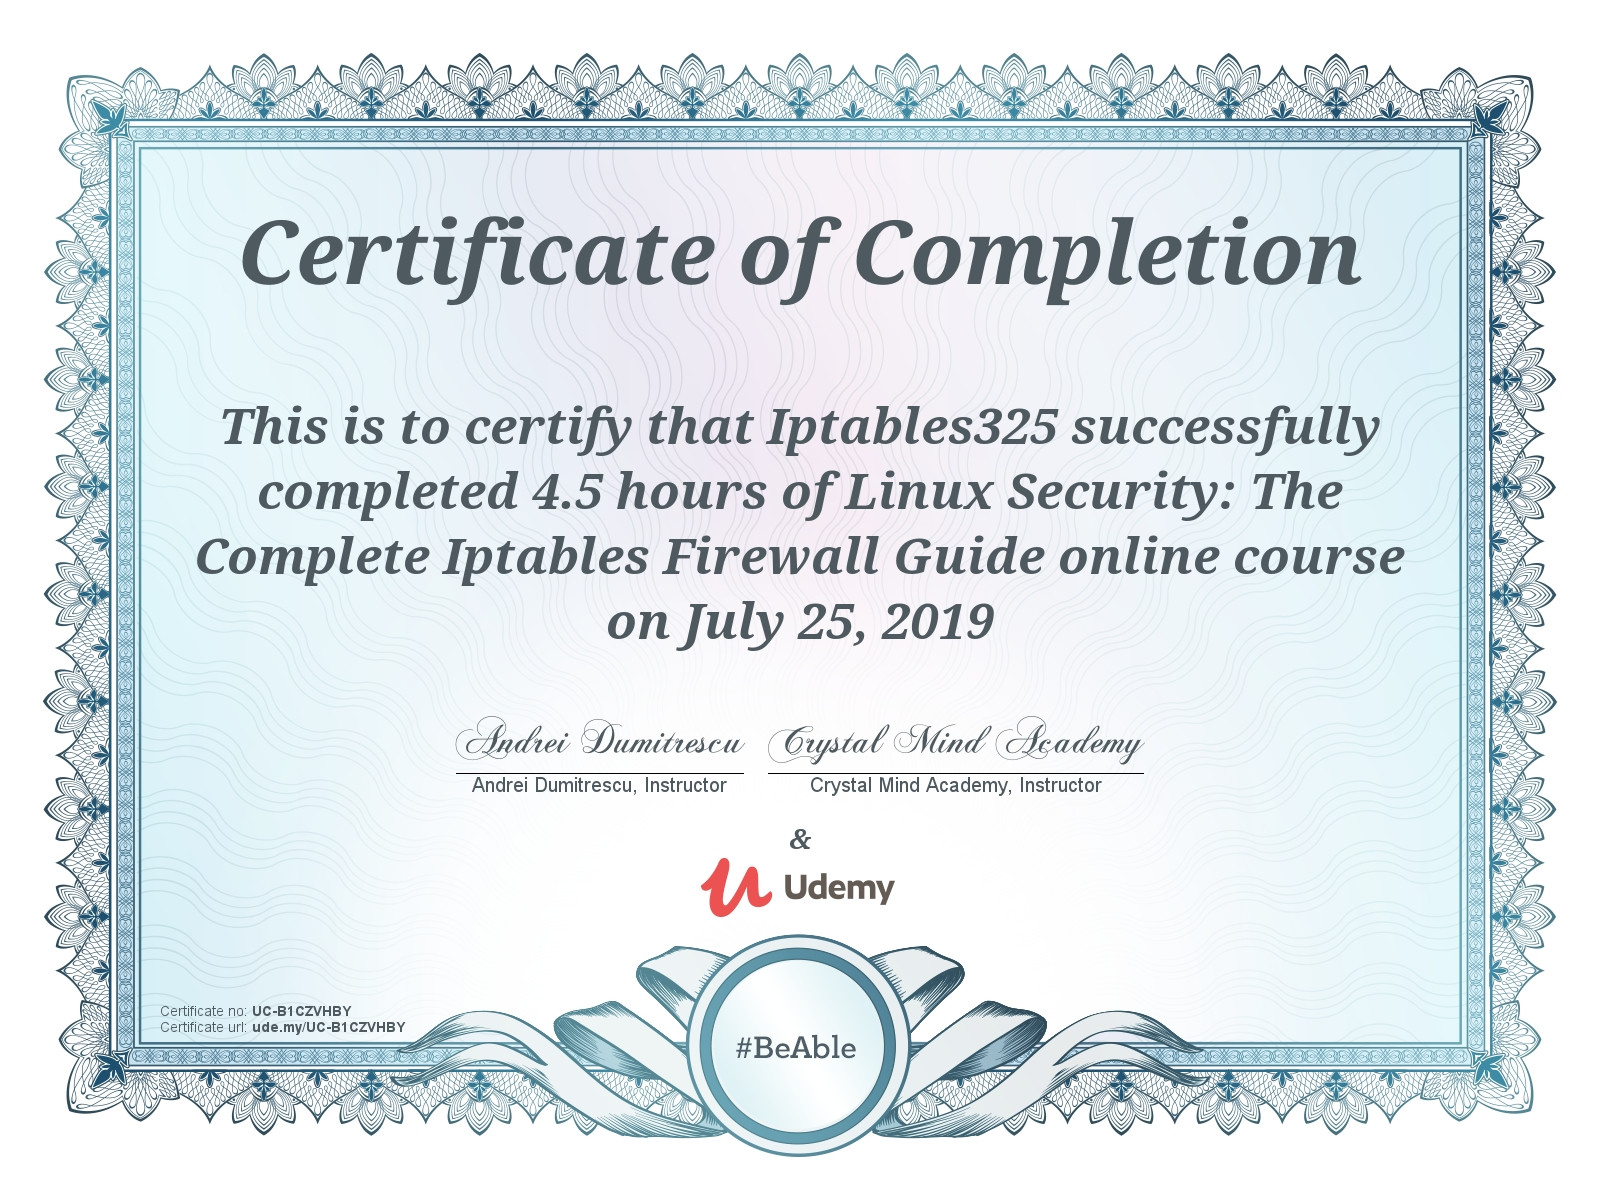 Certificate of Completion
This is to certify that Iptables325 successfully
completed 4.5 hours of Linux Security: The
Complete Iptables Firewall Guide online course
on July 25, 2019
Andrei Dumitrescu Crystal Mind Academy
Andrei Dumitrescu, Instructor Crystal Mind Academy, Instructor
&
Udemy
Certificate no: UC-B1CZVHBY
Certificate url: ude.my/UC-B1CZVHBY
#BeAble